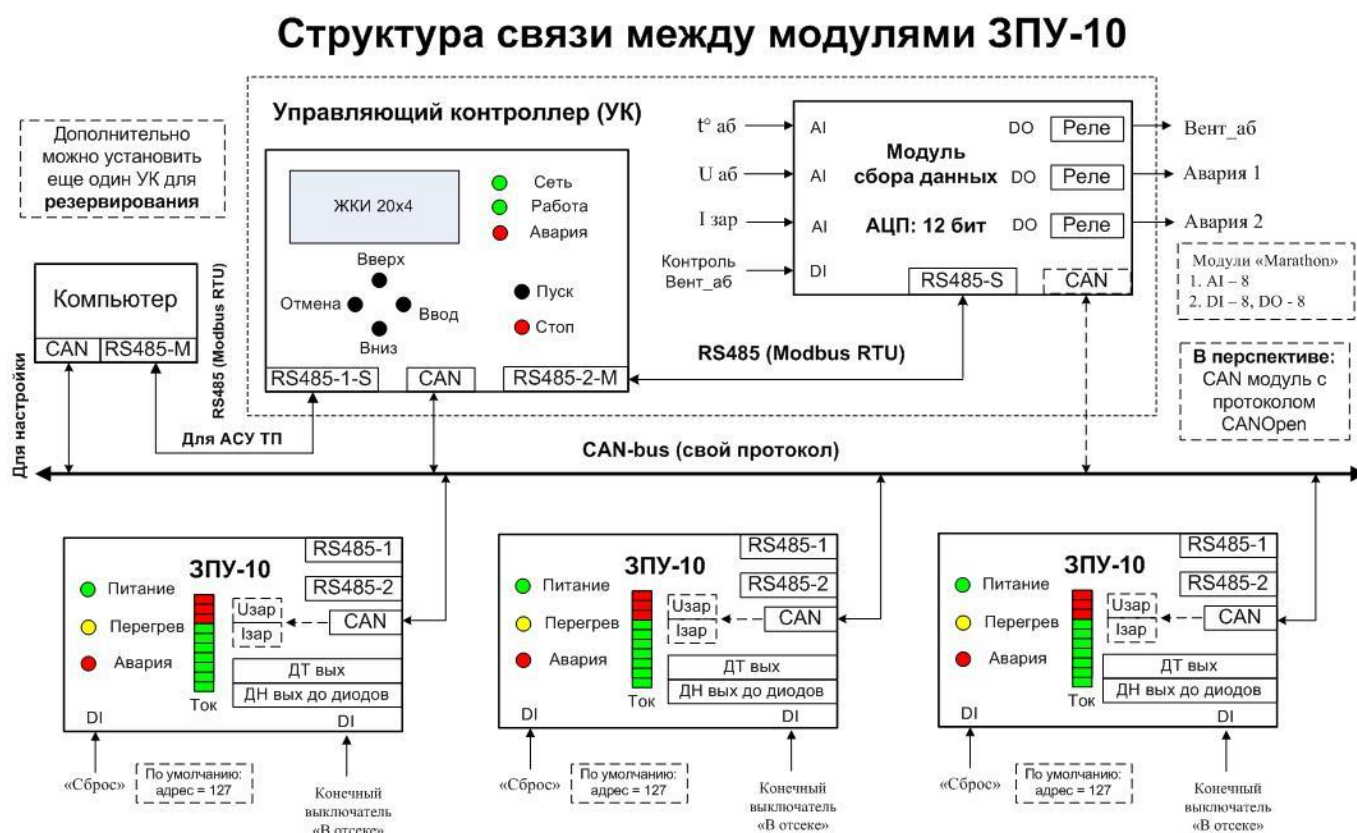 Структура связи между модулями ЗПУ-10
Дополнительно
можно установить
еще один УК для
резервирования
Управляющий контроллер (УК)
ЖКИ 20x4
Сеть
Работа
Авария
Вверх
Отмена
Ввод
Вниз
Пуск
Стоп
RS485-1-S
CAN
RS485-2-M
t° аб
U аб
I зар
Контроль
Вент_аб
AI
AI
AI
DI
Модуль
сбора данных
АЦП: 12 бит
DO
Реле
DO
Реле
DO
Реле
RS485-S
CAN
Вент_аб
Авария 1
Авария 2
Модули «Marathon»
1. AI – 8
2. DI – 8, DO - 8
В перспективе:
CAN модуль с
протоколом
CANOpen
Компьютер
CAN
RS485-M
RS485 (Modbus RTU)
RS485 (Modbus RTU)
Для настройки
Для АСУ ТП
CAN-bus (свой протокол)
RS485-1
ЗПУ-10
RS485-2
Питание
Uзар
Iзар
CAN
Перегрев
Авария
ДТ вых
ДН вых до диодов
Ток
DI
DI
«Сброс»
По умолчанию:
адрес = 127
Конечный
выключатель
«В отсеке»
RS485-1
ЗПУ-10
RS485-2
Питание
Uзар
Iзар
CAN
Перегрев
Авария
ДТ вых
ДН вых до диодов
Ток
DI
DI
«Сброс»
По умолчанию:
адрес = 127
Конечный
выключатель
«В отсеке»
RS485-1
ЗПУ-10
RS485-2
Питание
Uзар
Iзар
CAN
Перегрев
Авария
ДТ вых
ДН вых до диодов
Ток
DI
DI
«Сброс»
По умолчанию:
адрес = 127
Конечный
выключатель
«В отсеке»